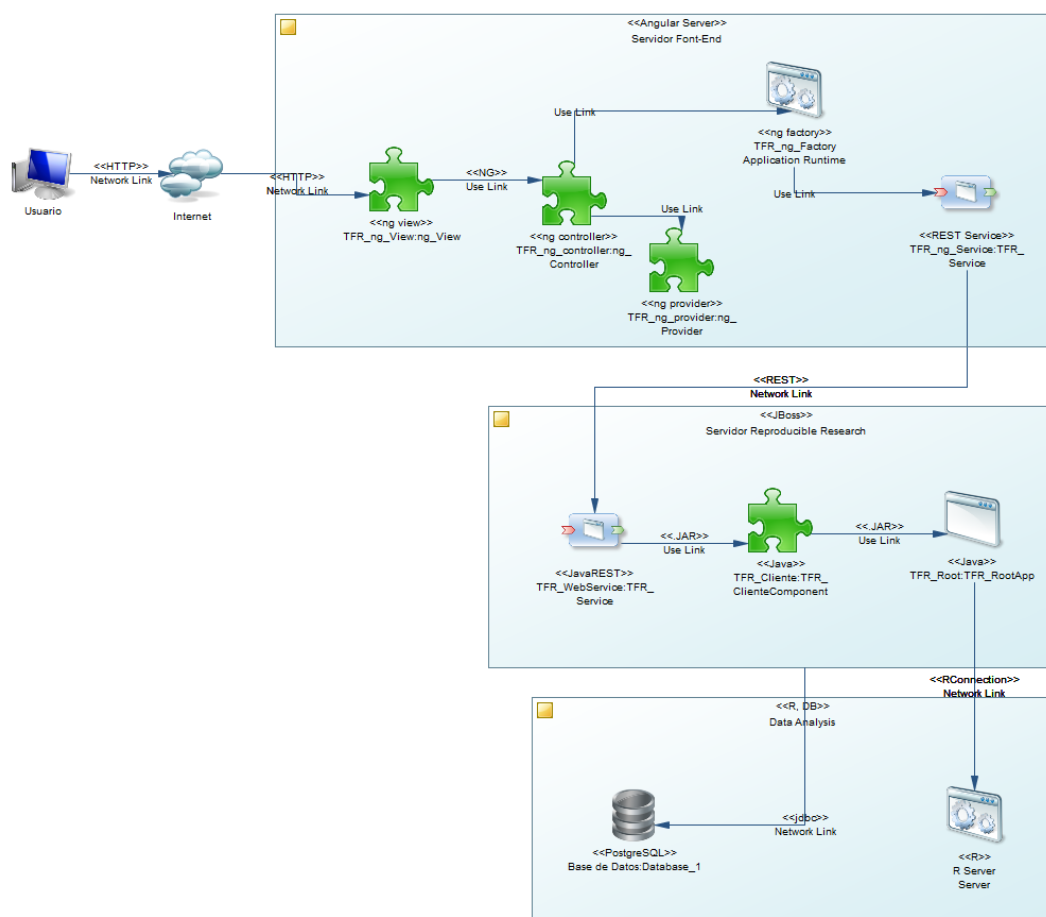 <<Angular Server>>
Servidor Font-End
Use Link
<<ng factory>>
TFR_ng_Factory
Application Runtime
<<HTTP>>
Network Link
Usuario
Internet
<<HTTP>>
Network Link
<<NG>>
Use Link
<<ng view>>
TFR_ng_View:ng_View
<<ng controller>>
TFR_ng_controller:ng_
Controller
Use Link
<<ng provider>>
TFR_ng_provider:ng_
Provider
Use Link
<<REST Service>>
TFR_ng_Service:TFR_
Service
<<REST>>
Network Link
<<JBoss>>
Servidor Reproducible Research
<<JavaREST>>
TFR_WebService:TFR_
Service
<<.JAR>>
Use Link
<<Java>>
TFR_Cliente:TFR_
ClienteComponent
<<.JAR>>
Use Link
<<Java>>
TFR_Root:TFR_RootApp
<<RConnection>>
Network Link
<<R, DB>>
Data Analysis
<<jdbc>>
Network Link
<<PostgreSQL>>
Base de Datos:Database_1
<<R>>
R Server
Server